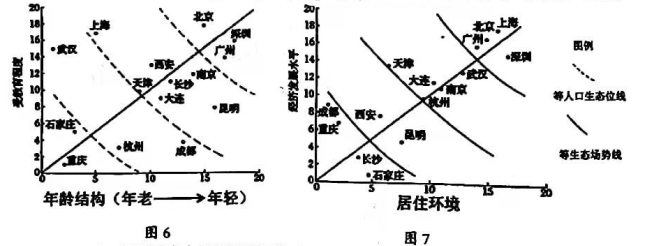 受教育程度
20
18
16
14
12
10
8
6
4
2
0
上海
北京
深圳
武汉
广州
西安
天津
长沙
南京
大连
昆明
石家庄
重庆
杭州
成都
0
5
10
15
20
年龄结构（年老——→年轻）
图6
经济发展水平
20
18
16
14
12
10
8
6
4
2
0
北京
上海
深圳
天津
武汉
大连
南京
杭州
成都
重庆
西安
昆明
长沙
石家庄
0
5
10
15
20
居住环境
图7
图例
等人口生态位线
等生态场势线